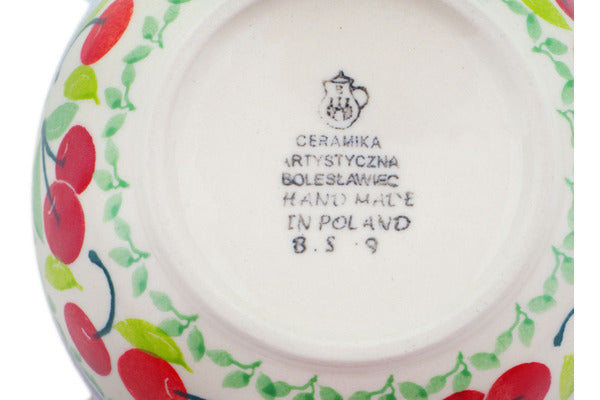 CERAMIKA
ARTYSTYCZNA
BOLESŁAWIEC
HAND MADE
IN POLAND
B.S 9